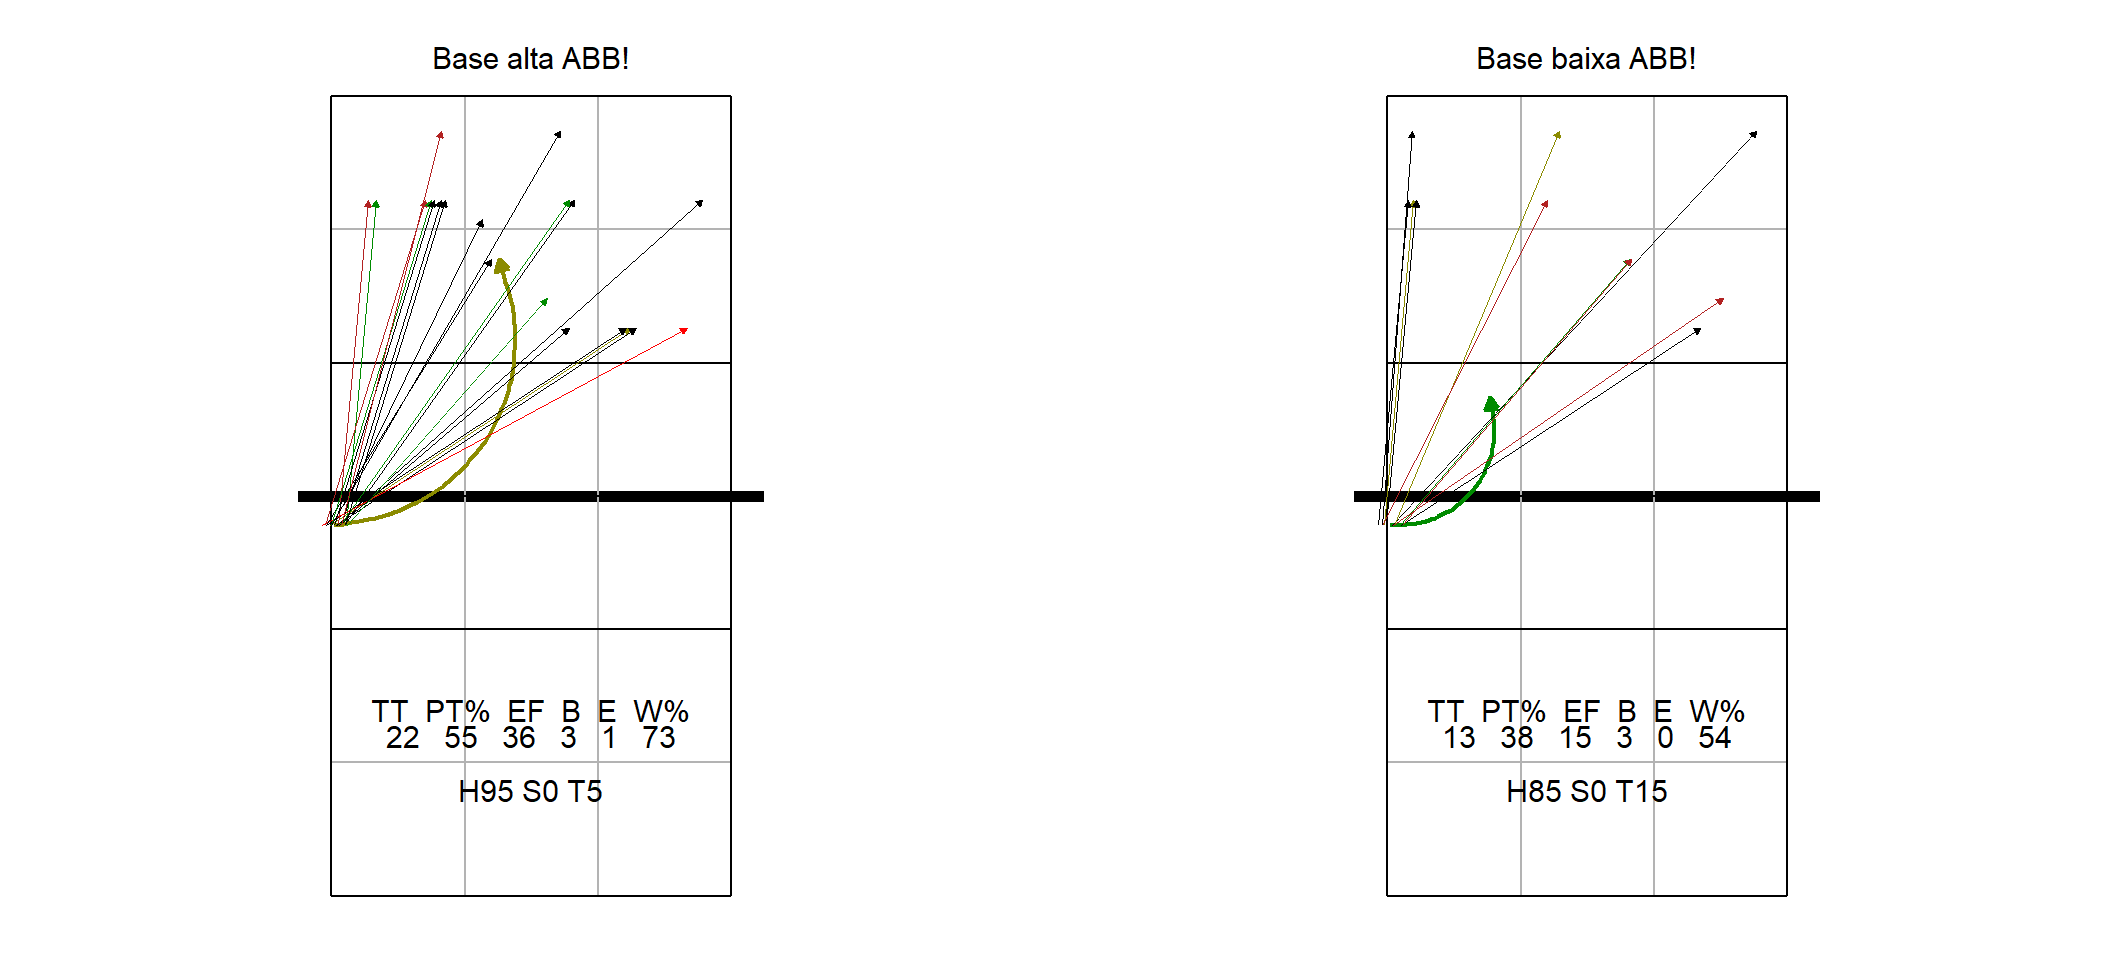 Base alta ABB!
TT PT% EF B E W%
22 55 36 3 1 73
H95 S0 T5
Base baixa ABB!
TT PT% EF B E W%
13 38 15 3 0 54
H85 S0 T15